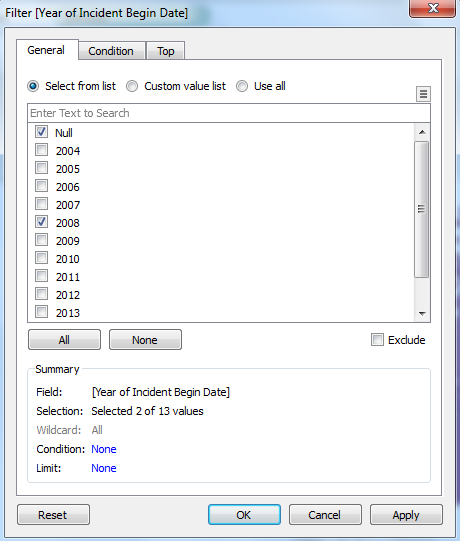 Filter [Year of Incident Begin Date]
General Condition Top
Select from list Custom value list Use all
Enter Text to Search
Null
2004
2005
2006
2007
2008
2009
2010
2011
2012
2013
All None Exclude
Summary
Field: [Year of Incident Begin Date]
Selection: Selected 2 of 13 values
Wildcard: All
Condition: None
Limit: None
Reset OK Cancel Apply